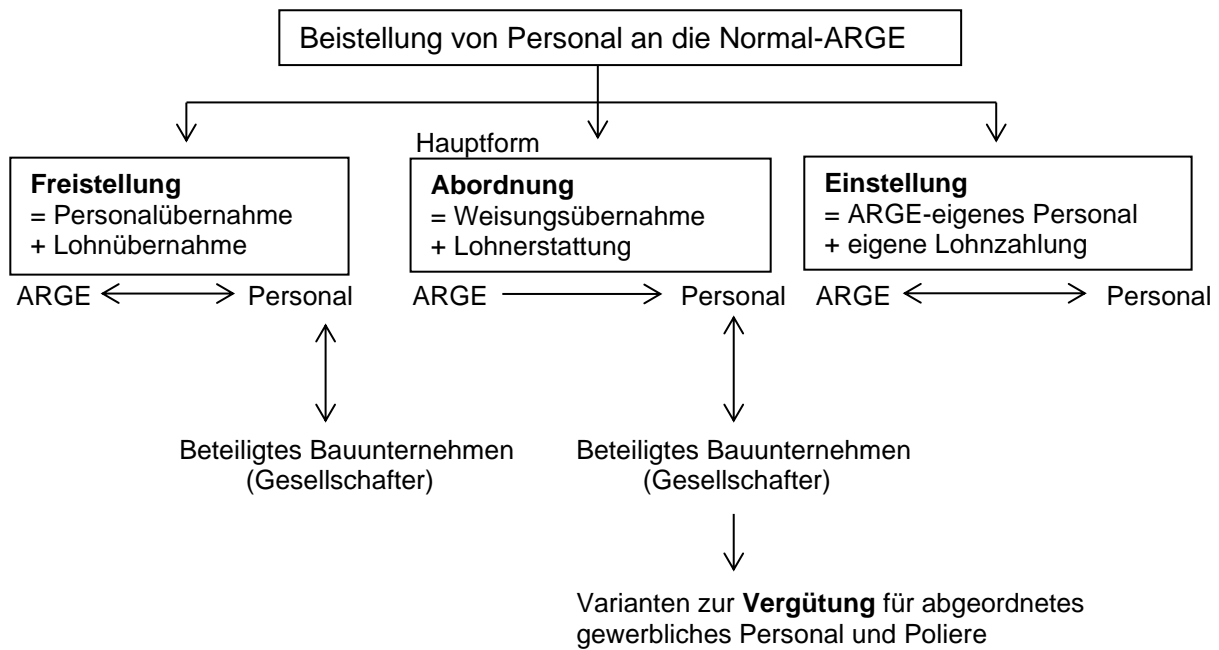 Beistellung von Personal an die Normal-ARGE
Hauptform
Freistellung
= Personalübernahme
+ Lohnübernahme
Abordnung
= Weisungsübernahme
+ Lohnerstattung
Einstellung
= ARGE-eigenes Personal
+ eigene Lohnzahlung
ARGE Personal
ARGE Personal
ARGE Personal
Beteiligtes Bauunternehmen
(Gesellschafter)
Beteiligtes Bauunternehmen
(Gesellschafter)
Varianten zur Vergütung für abgeordnetes
gewerbliches Personal und Poliere